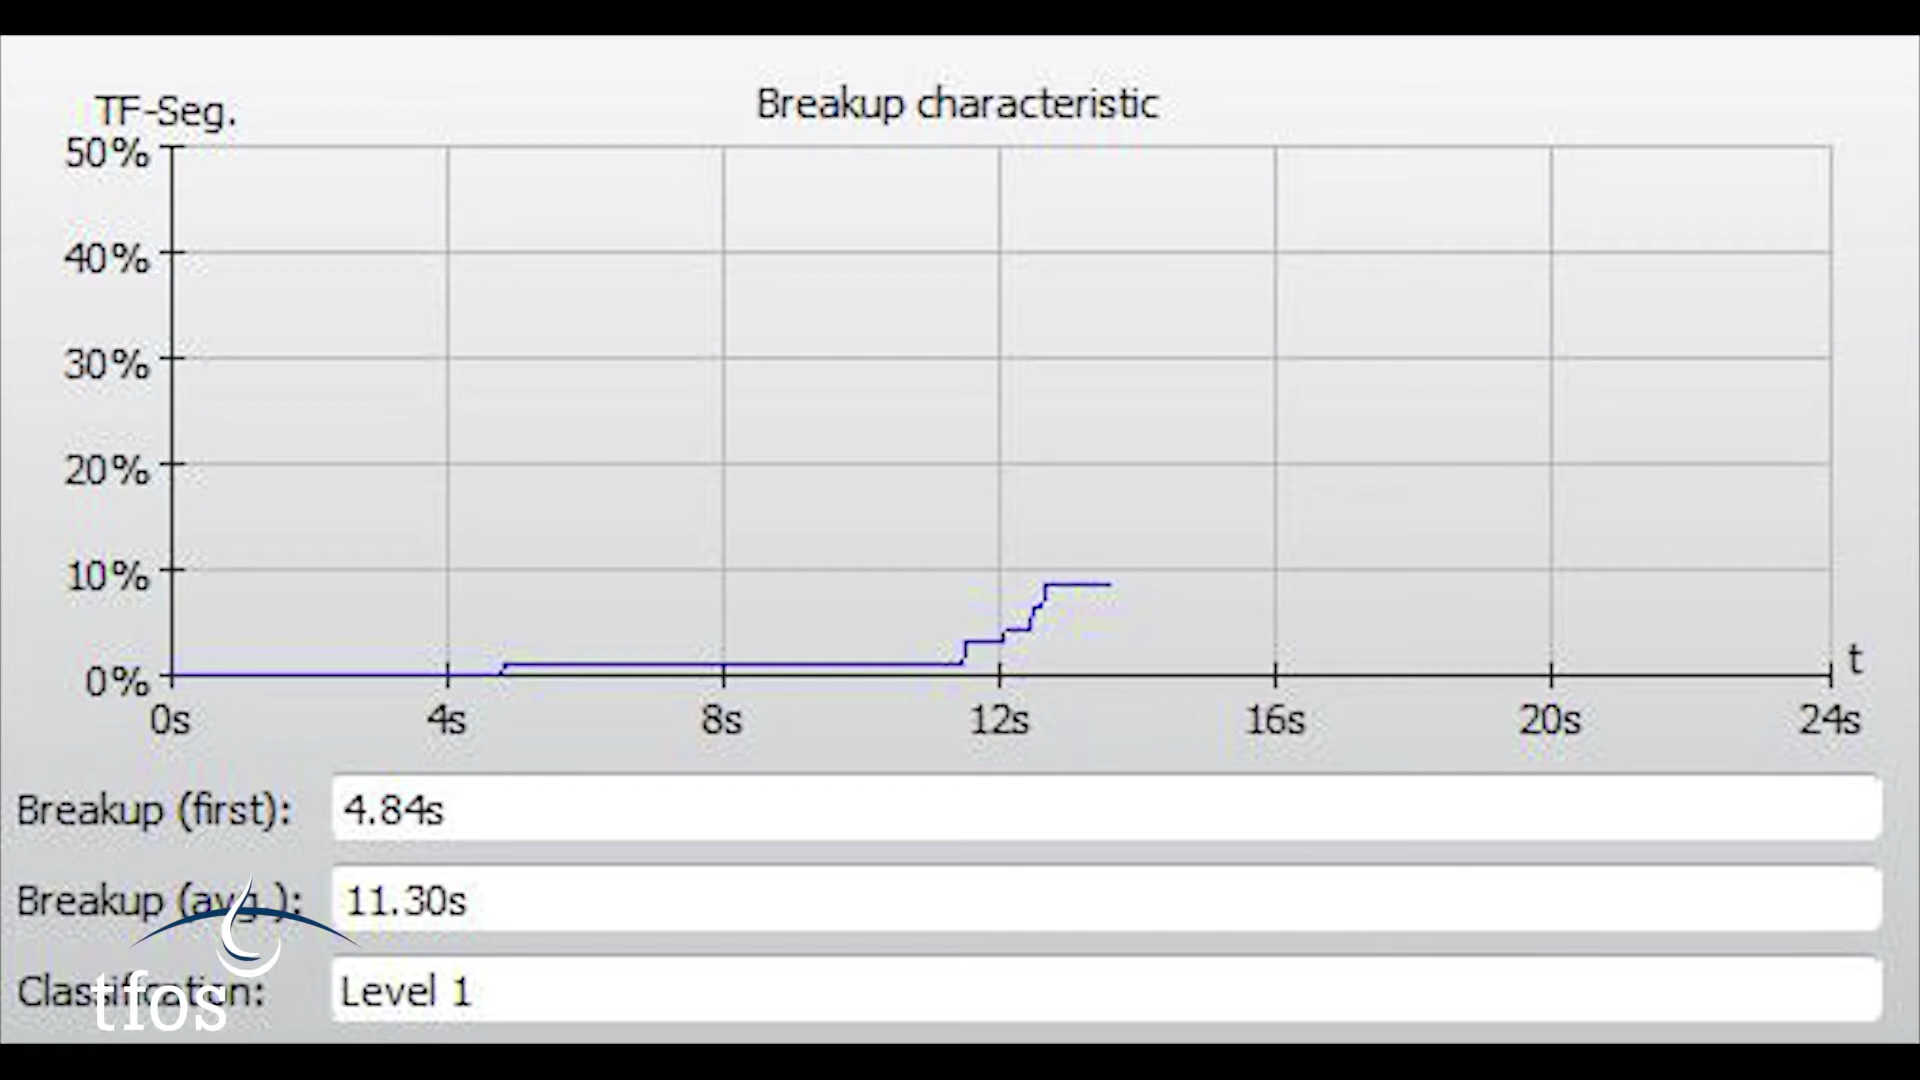 TF-Seg.
Breakup characteristic
50%
40%
30%
20%
10%
0%
t
0s 4s 8s 12s 16s 20s 24s
Breakup (first): 4.84s
Breakup (avg.): 11.30s
Classification: Level 1
tfos